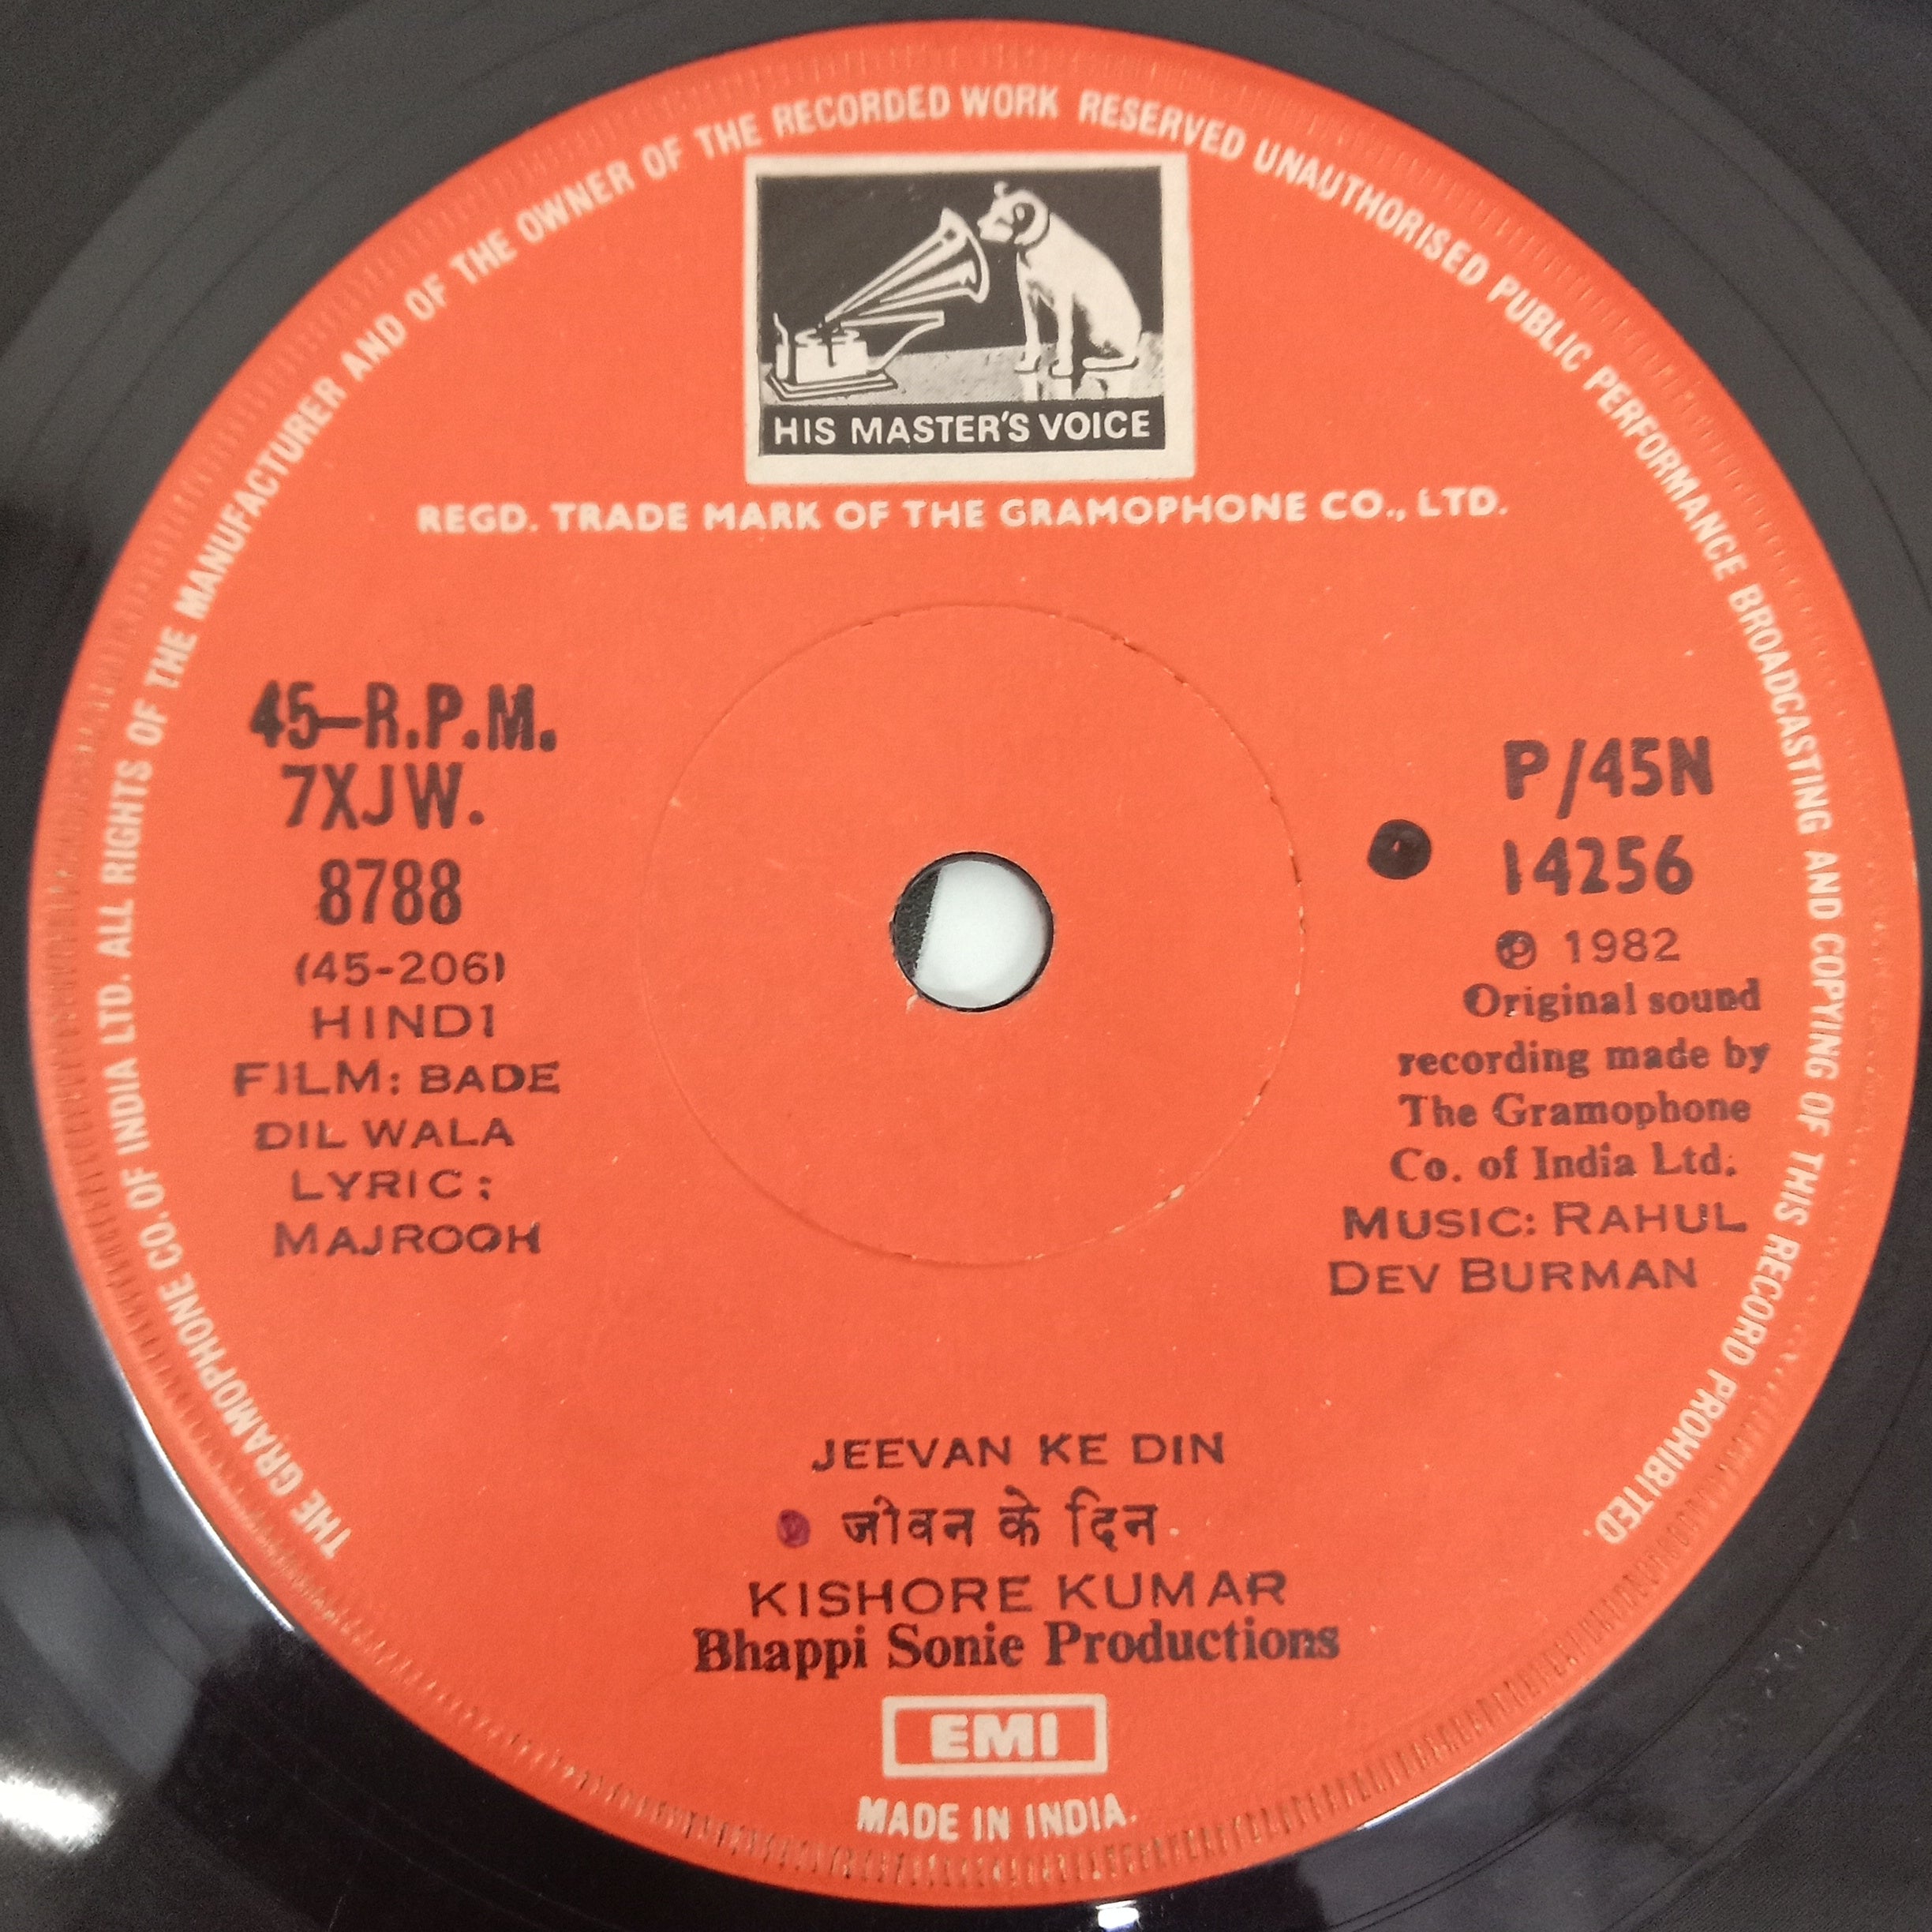 THE GRAMOPHONE CO. OF INDIA LTD. ALL RIGHTS OF THE MANUFACTURER AND OF THE OWNER OF THE RECORDED WORK RESERVED UNAUTHORISED PUBLIC PERFORMANCE BROADCASTING AND COPYING OF THIS RECORD PROHIBITED
HIS MASTER'S VOICE
REGD. TRADE MARK OF THE GRAMOPHONE CO., LTD.
45-R.P.M.
7XJW.
8788
(45-206)
HINDI
FILM: BADE
DIL WALA
LYRIC:
MAJROOH
P/45N
14256
℗ 1982
Original sound
recording made by
The Gramophone
Co. of India Ltd.
MUSIC: RAHUL
DEV BURMAN
JEEVAN KE DIN
जीवन के दिन
KISHORE KUMAR
Bhappi Sonie Productions
EMI
MADE IN INDIA.